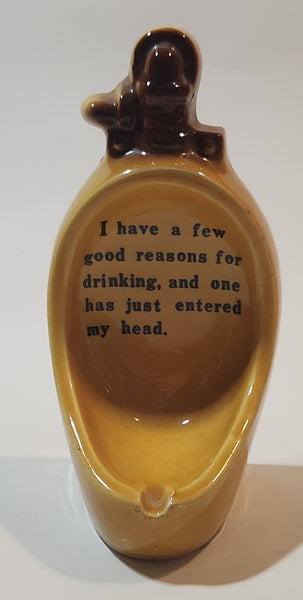 I have a few
good reasons for
drinking, and one
has just entered
my head.